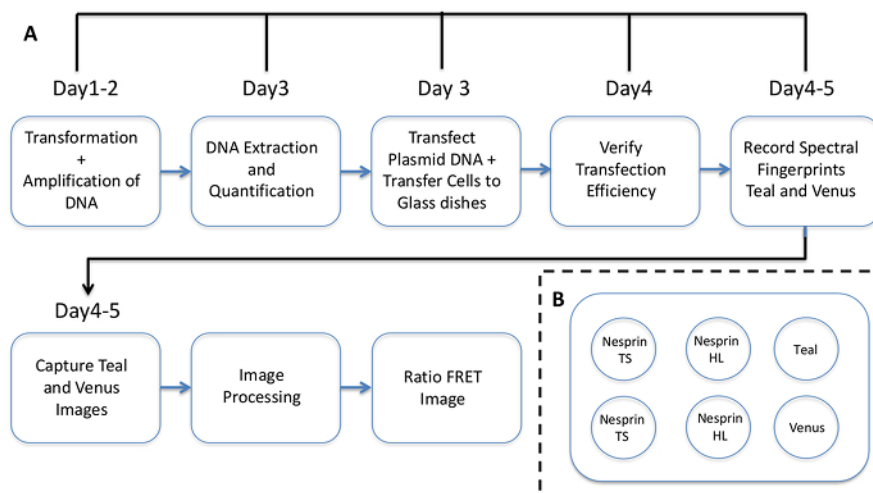 A
Day1-2
Day3
Day 3
Day4
Day4-5
Transformation
+
Amplification of
DNA
DNA Extraction
and
Quantification
Transfect
Plasmid DNA +
Transfer Cells to
Glass dishes
Verify
Transfection
Efficiency
Record Spectral
Fingerprints
Teal and Venus
Day4-5
Capture Teal
and Venus
Images
Image
Processing
Ratio FRET
Image
B
Nesprin
TS
Nesprin
HL
Teal
Nesprin
TS
Nesprin
HL
Venus